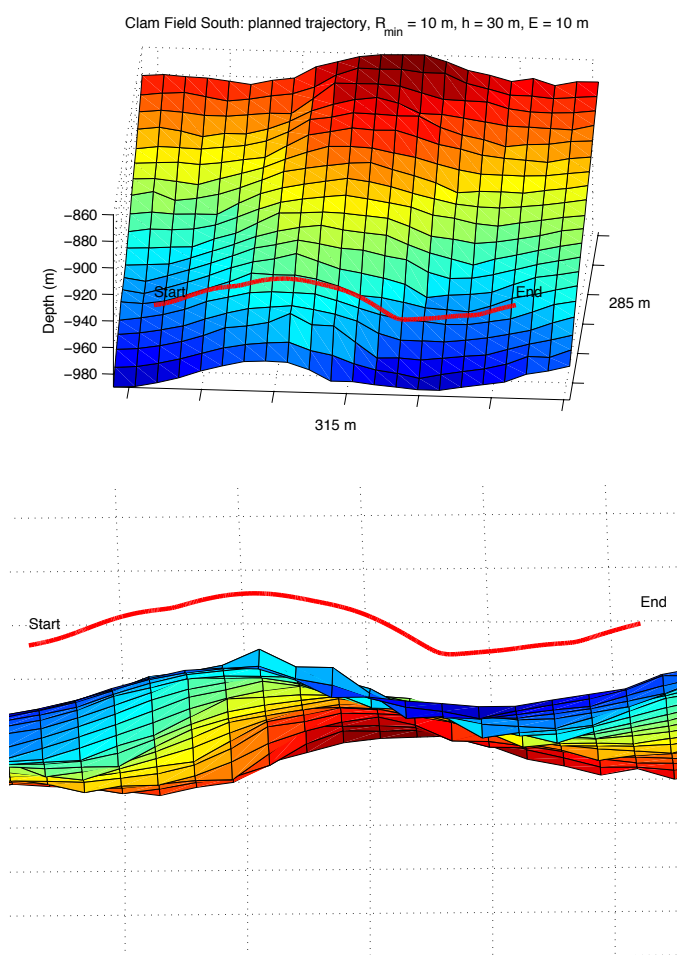 Clam Field South: planned trajectory, R_min = 10 m, h = 30 m, E = 10 m
−860
−880
−900
−920
−940
−960
−980
Depth (m)
Start
End
285 m
315 m
Start
End